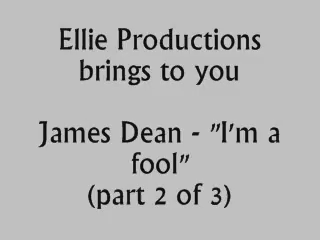 Ellie Productions
brings to you
James Dean - "I'm a
fool"
(part 2 of 3)